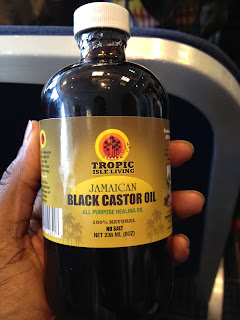 TROPIC
ISLE LIVING
JAMAICAN
BLACK CASTOR OIL
ALL PURPOSE HEALING OIL
100% NATURAL
NO SALT
NET 236 ML (8OZ)